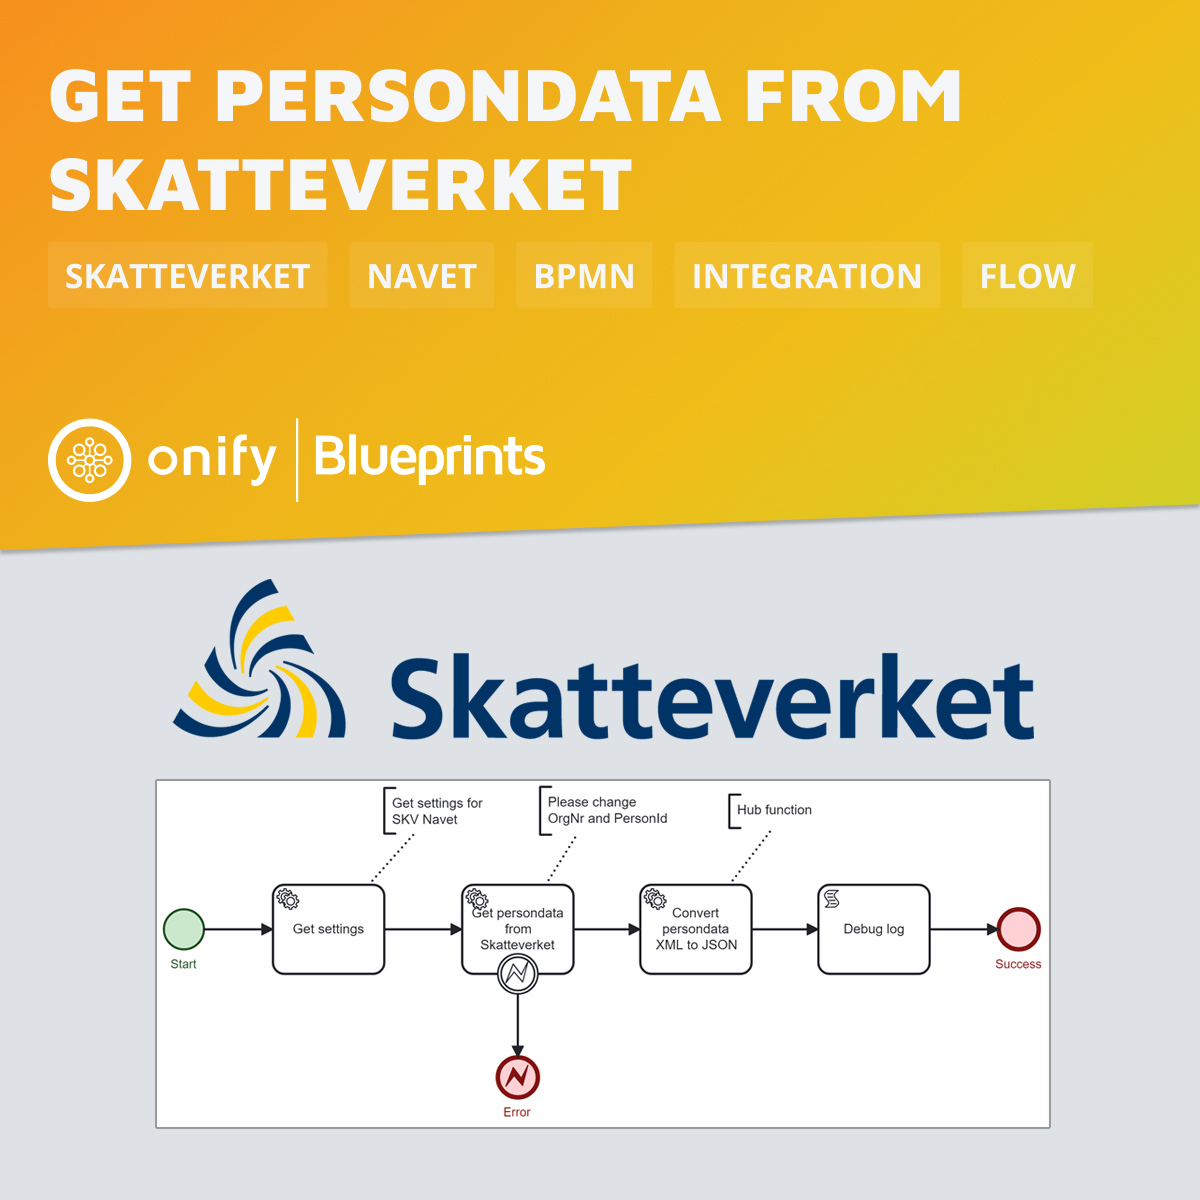 GET PERSONDATA FROM
SKATTEVERKET
SKATTEVERKET NAVET BPMN INTEGRATION FLOW
onify Blueprints
Skatteverket
Get settings for
SKV Navet
Please change
OrgNr and PersonId
Hub function
Start
Get settings
Get persondata
from
Skatteverket
Convert
persondata
XML to JSON
Debug log
Success
Error